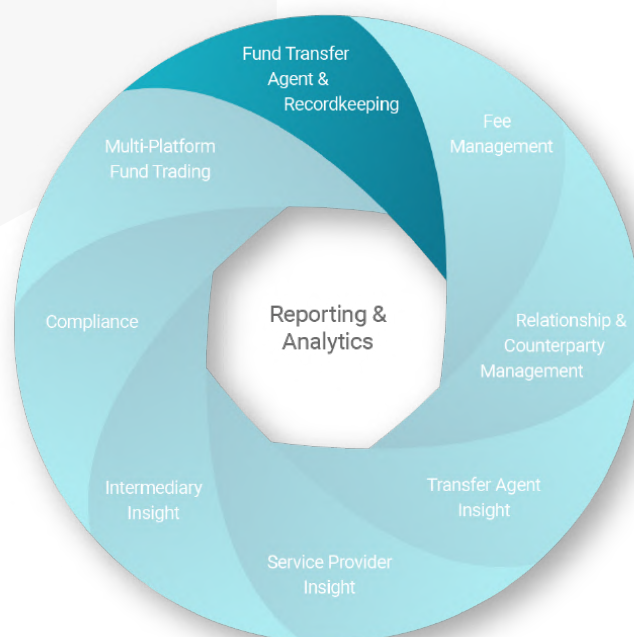 Fund Transfer
Agent &
Recordkeeping
Fee
Management
Multi-Platform
Fund Trading
Compliance
Reporting &
Analytics
Relationship &
Counterparty
Management
Intermediary
Insight
Transfer Agent
Insight
Service Provider
Insight